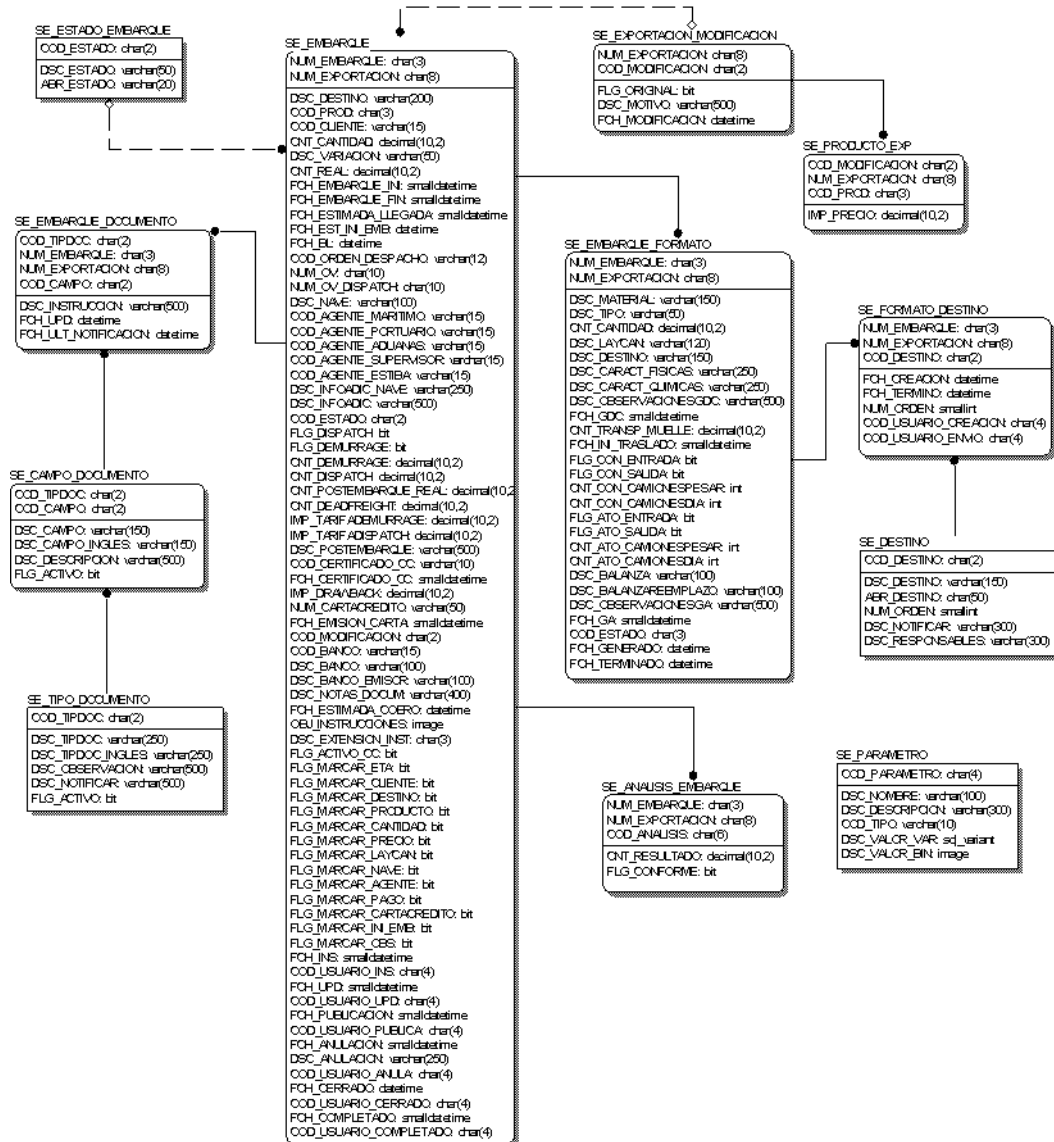 SE_ESTADO_EMBARQUE
COD_ESTADO: char(2)
DSC_ESTADO: varchar(50)
ABR_ESTADO: varchar(20)
SE_EMBARQUE
NUM_EMBARQUE: char(3)
NUM_EXPORTACION: char(8)
DSC_DESTINO: varchar(200)
COD_PROD: char(3)
COD_CLIENTE: varchar(15)
CNT_CANTIDAD: decimal(10,2)
DSC_VARIACION: varchar(50)
CNT_REAL: decimal(10,2)
FCH_EMBARQUE_INI: smalldatetime
FCH_EMBARQUE_FIN: smalldatetime
FCH_ESTIMADA_LLEGADA: smalldatetime
FCH_EST_INI_EMB: datetime
FCH_BL: datetime
COD_ORDEN_DESPACHO: varchar(12)
NUM_OV: char(10)
NUM_OV_DISPATCH: char(10)
DSC_NAVE: varchar(100)
COD_AGENTE_MARITIMO: varchar(15)
COD_AGENTE_PORTUARIO: varchar(15)
COD_AGENTE_ADUANAS: varchar(15)
COD_AGENTE_SUPERVISOR: varchar(15)
COD_AGENTE_ESTIBA: varchar(15)
DSC_INFOADIC_NAVE: varchar(250)
DSC_INFOADIC: varchar(500)
COD_ESTADO: char(2)
FLG_DISPATCH: bit
FLG_DEMURRAGE: bit
CNT_DEMURRAGE: decimal(10,2)
CNT_DISPATCH: decimal(10,2)
CNT_POSTEMBARQUE_REAL: decimal(10,2
CNT_DEADFREIGHT: decimal(10,2)
IMP_TARIFADEMURRAGE: decimal(10,2)
IMP_TARIFADISPATCH: decimal(10,2)
DSC_POSTEMBARQUE: varchar(500)
COD_CERTIFICADO_CC: varchar(10)
FCH_CERTIFICADO_CC: smalldatetime
IMP_DRAWBACK: decimal(10,2)
NUM_CARTACREDITO: varchar(50)
FCH_EMISION_CARTA: smalldatetime
COD_MODIFICACION: char(2)
COD_BANCO: varchar(15)
DSC_BANCO: varchar(100)
DSC_BANCO_EMISOR: varchar(100)
DSC_NOTAS_DOCUM: varchar(400)
FCH_ESTIMADA_COBRO: datetime
OBJ_INSTRUCCIONES: image
DSC_EXTENSION_INST: char(3)
FLG_ACTIVO_CC: bit
FLG_MARCAR_ETA: bit
FLG_MARCAR_CLIENTE: bit
FLG_MARCAR_DESTINO: bit
FLG_MARCAR_PRODUCTO: bit
FLG_MARCAR_CANTIDAD: bit
FLG_MARCAR_PRECIO: bit
FLG_MARCAR_LAYCAN: bit
FLG_MARCAR_NAVE: bit
FLG_MARCAR_AGENTE: bit
FLG_MARCAR_PAGO: bit
FLG_MARCAR_CARTACREDITO: bit
FLG_MARCAR_INI_EMB: bit
FLG_MARCAR_OBS: bit
FCH_INS: smalldatetime
COD_USUARIO_INS: char(4)
FCH_UPD: smalldatetime
COD_USUARIO_UPD: char(4)
FCH_PUBLICACION: smalldatetime
COD_USUARIO_PUBLICA: char(4)
FCH_ANULACION: smalldatetime
DSC_ANULACION: varchar(250)
COD_USUARIO_ANULA: char(4)
FCH_CERRADO: datetime
COD_USUARIO_CERRADO: char(4)
FCH_COMPLETADO: smalldatetime
COD_USUARIO_COMPLETADO: char(4)
SE_EXPORTACION_MODIFICACION
NUM_EXPORTACION: char(8)
COD_MODIFICACION: char(2)
FLG_ORIGINAL: bit
DSC_MOTIVO: varchar(500)
FCH_MODIFICACION: datetime
SE_PRODUCTO_EXP
COD_MODIFICACION: char(2)
NUM_EXPORTACION: char(8)
COD_PROD: char(3)
IMP_PRECIO: decimal(10,2)
SE_EMBARQUE_DOCUMENTO
COD_TIPDOC: char(2)
NUM_EMBARQUE: char(3)
NUM_EXPORTACION: char(8)
COD_CAMPO: char(2)
DSC_INSTRUCCION: varchar(500)
FCH_UPD: datetime
FCH_ULT_NOTIFICACION: datetime
SE_EMBARQUE_FORMATO
NUM_EMBARQUE: char(3)
NUM_EXPORTACION: char(8)
DSC_MATERIAL: varchar(150)
DSC_TIPO: varchar(50)
CNT_CANTIDAD: decimal(10,2)
DSC_LAYCAN: varchar(120)
DSC_DESTINO: varchar(150)
DSC_CARACT_FISICAS: varchar(250)
DSC_CARACT_QUIMICAS: varchar(250)
DSC_OBSERVACIONESGDC: varchar(500)
FCH_GDC: smalldatetime
CNT_TRANSP_MUELLE: decimal(10,2)
FCH_INI_TRASLADO: smalldatetime
FLG_CON_ENTRADA: bit
FLG_CON_SALIDA: bit
CNT_CON_CAMIONESPESAR: int
CNT_CON_CAMIONESDIA: int
FLG_ATO_ENTRADA: bit
FLG_ATO_SALIDA: bit
CNT_ATO_CAMIONESPESAR: int
CNT_ATO_CAMIONESDIA: int
DSC_BALANZA: varchar(100)
DSC_BALANZAREEMPLAZO: varchar(100)
DSC_OBSERVACIONESGA: varchar(500)
FCH_GA: smalldatetime
COD_ESTADO: char(3)
FCH_GENERADO: datetime
FCH_TERMINADO: datetime
SE_FORMATO_DESTINO
NUM_EMBARQUE: char(3)
NUM_EXPORTACION: char(8)
COD_DESTINO: char(2)
FCH_CREACION: datetime
FCH_TERMINO: datetime
NUM_ORDEN: smallint
COD_USUARIO_CREACION: char(4)
COD_USUARIO_ENVIO: char(4)
SE_CAMPO_DOCUMENTO
COD_TIPDOC: char(2)
COD_CAMPO: char(2)
DSC_CAMPO: varchar(150)
DSC_CAMPO_INGLES: varchar(150)
DSC_DESCRIPCION: varchar(500)
FLG_ACTIVO: bit
SE_DESTINO
COD_DESTINO: char(2)
DSC_DESTINO: varchar(150)
ABR_DESTINO: char(50)
NUM_ORDEN: smallint
DSC_NOTIFICAR: varchar(300)
DSC_RESPONSABLES: varchar(300)
SE_TIPO_DOCUMENTO
COD_TIPDOC: char(2)
DSC_TIPDOC: varchar(250)
DSC_TIPDOC_INGLES: varchar(250)
DSC_OBSERVACION: varchar(500)
DSC_NOTIFICAR: varchar(500)
FLG_ACTIVO: bit
SE_ANALISIS_EMBARQUE
NUM_EMBARQUE: char(3)
NUM_EXPORTACION: char(8)
COD_ANALISIS: char(6)
CNT_RESULTADO: decimal(10,2)
FLG_CONFORME: bit
SE_PARAMETRO
COD_PARAMETRO: char(4)
DSC_NOMBRE: varchar(100)
DSC_DESCRIPCION: varchar(300)
COD_TIPO: varchar(10)
DSC_VALOR_VAR: sql_variant
DSC_VALOR_BIN: image